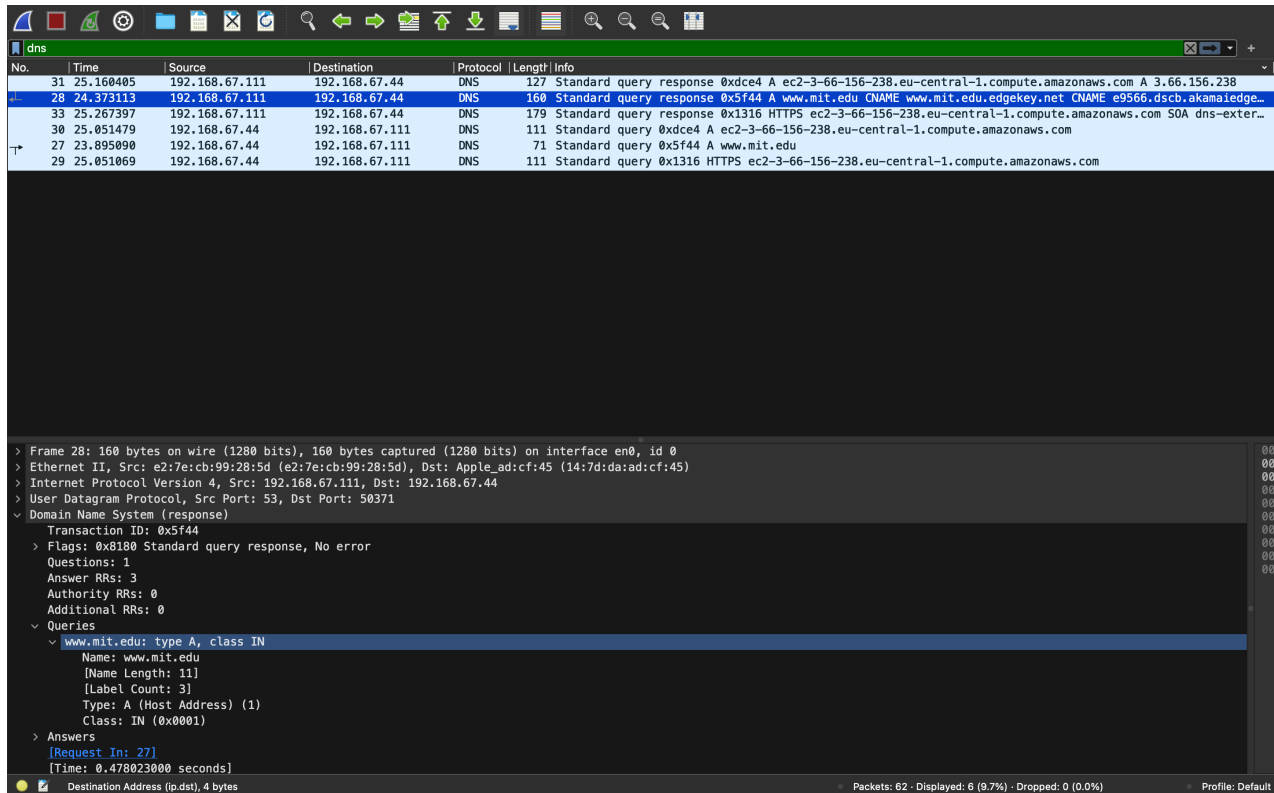 dns
No. Time Source Destination Protocol Length Info
31 25.160405 192.168.67.111 192.168.67.44 DNS 127 Standard query response 0xdce4 A ec2-3-66-156-238.eu-central-1.compute.amazonaws.com A 3.66.156.238
28 24.373113 192.168.67.111 192.168.67.44 DNS 160 Standard query response 0x5f44 A www.mit.edu CNAME www.mit.edu.edgekey.net CNAME e9566.dscb.akamaiedge…
33 25.267397 192.168.67.111 192.168.67.44 DNS 179 Standard query response 0x1316 HTTPS ec2-3-66-156-238.eu-central-1.compute.amazonaws.com SOA dns-exter…
30 25.051479 192.168.67.44 192.168.67.111 DNS 111 Standard query 0xdce4 A ec2-3-66-156-238.eu-central-1.compute.amazonaws.com
27 23.895090 192.168.67.44 192.168.67.111 DNS 71 Standard query 0x5f44 A www.mit.edu
29 25.051069 192.168.67.44 192.168.67.111 DNS 111 Standard query 0x1316 HTTPS ec2-3-66-156-238.eu-central-1.compute.amazonaws.com
Frame 28: 160 bytes on wire (1280 bits), 160 bytes captured (1280 bits) on interface en0, id 0
Ethernet II, Src: e2:7e:cb:99:28:5d (e2:7e:cb:99:28:5d), Dst: Apple_ad:cf:45 (14:7d:da:ad:cf:45)
Internet Protocol Version 4, Src: 192.168.67.111, Dst: 192.168.67.44
User Datagram Protocol, Src Port: 53, Dst Port: 50371
Domain Name System (response)
Transaction ID: 0x5f44
Flags: 0x8180 Standard query response, No error
Questions: 1
Answer RRs: 3
Authority RRs: 0
Additional RRs: 0
Queries
www.mit.edu: type A, class IN
Name: www.mit.edu
[Name Length: 11]
[Label Count: 3]
Type: A (Host Address) (1)
Class: IN (0x0001)
Answers
[Request In: 27]
[Time: 0.478023000 seconds]
00
00
00
00
00
00
00
00
00
00
Destination Address (ip.dst), 4 bytes Packets: 62 · Displayed: 6 (9.7%) · Dropped: 0 (0.0%) Profile: Default